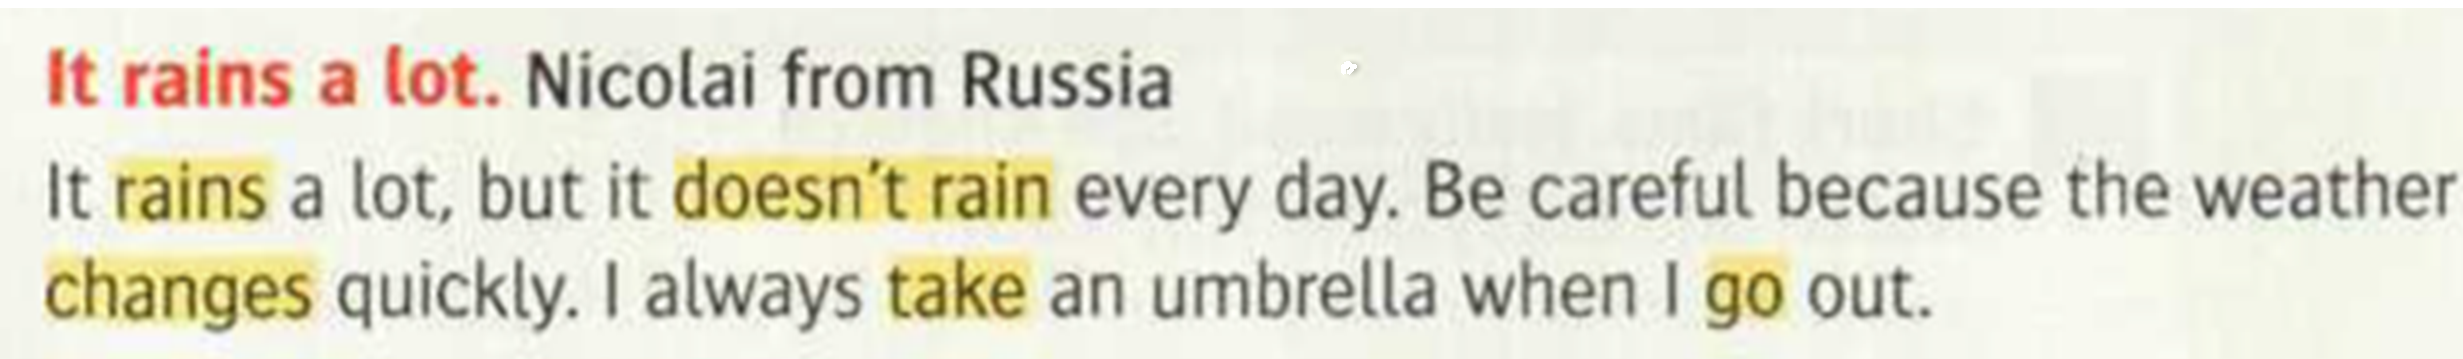 It rains a lot. Nicolai from Russia
It rains a lot, but it doesn't rain every day. Be careful because the weather
changes quickly. I always take an umbrella when I go out.